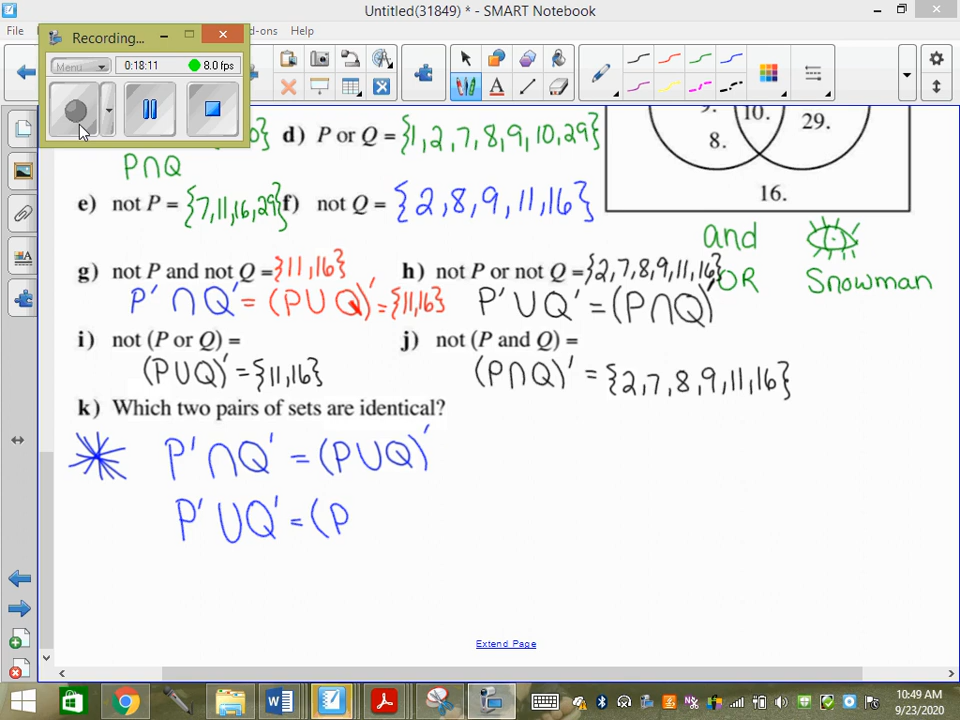 Untitled(31849) * - SMART Notebook
File
d-ons Help
Recording...
Menu 0:18:11 8.0 fps
d) P or Q = {1,2,7,8,9,10,29}
10.
29.
8.
P∩Q
e) not P = {7,11,16,29}
f) not Q = {2,8,9,11,16}
16.
and
g) not P and not Q = {11,16}
h) not P or not Q = {2,7,8,9,11,16}
OR Snowman
P' ∩ Q' = (P∪Q)' = {11,16}
P' ∪ Q' = (P∩Q)'
i) not (P or Q) =
j) not (P and Q) =
(P∪Q)' = {11,16}
(P∩Q)' = {2,7,8,9,11,16}
k) Which two pairs of sets are identical?
P' ∩ Q' = (P∪Q)'
P' ∪ Q' = (P
Extend Page
10:49 AM
9/23/2020